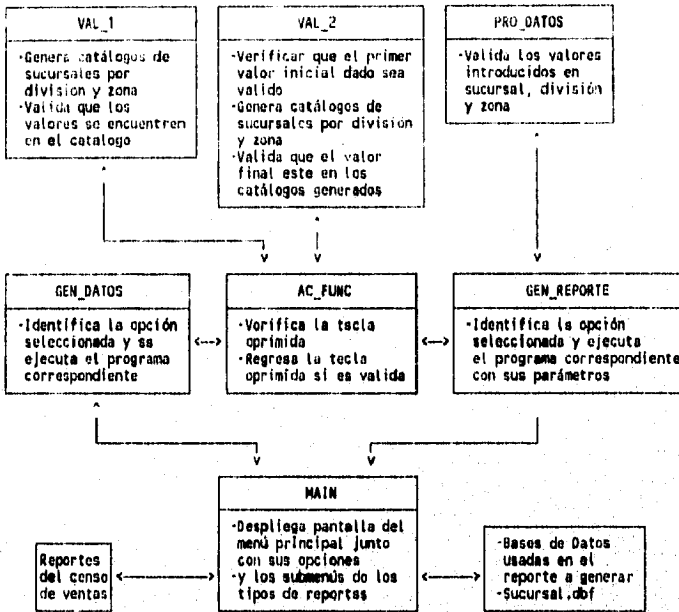 VAL_1
·Genera catálogos de
sucursales por
division y zona
·Valida que los
valores se encuentren
en el catalogo
VAL_2
·Verificar que el primer
valor inicial dado sea
valido
·Genera catálogos de
sucursales por división
y zona
·Valida que el valor
final este en los
catálogos generados
PRO_DATOS
·Valida los valores
introducidos en
sucursal, división
y zona
GEN_DATOS
·Identifica la opción
seleccionada y se
ejecuta el programa
correspondiente
AC_FUNC
·Verifica la tecla
oprimida
·Regresa la tecla
oprimida si es valida
GEN_REPORTE
·Identifica la opción
seleccionada y ejecuta
el programa correspondiente
con sus parámetros
MAIN
·Despliega pantalla del
menú principal junto
con sus opciones
·y los submenús de los
tipos de reportes
Reportes
del censo
de ventas
·Bases de Datos
usadas en el
reporte a generar
·Sucursal.dbf